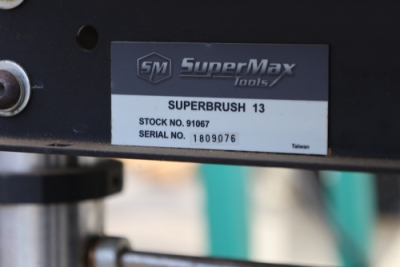 SM SuperMax
Tools
SUPERBRUSH 13
STOCK NO. 91067
SERIAL NO. 1809076
Taiwan